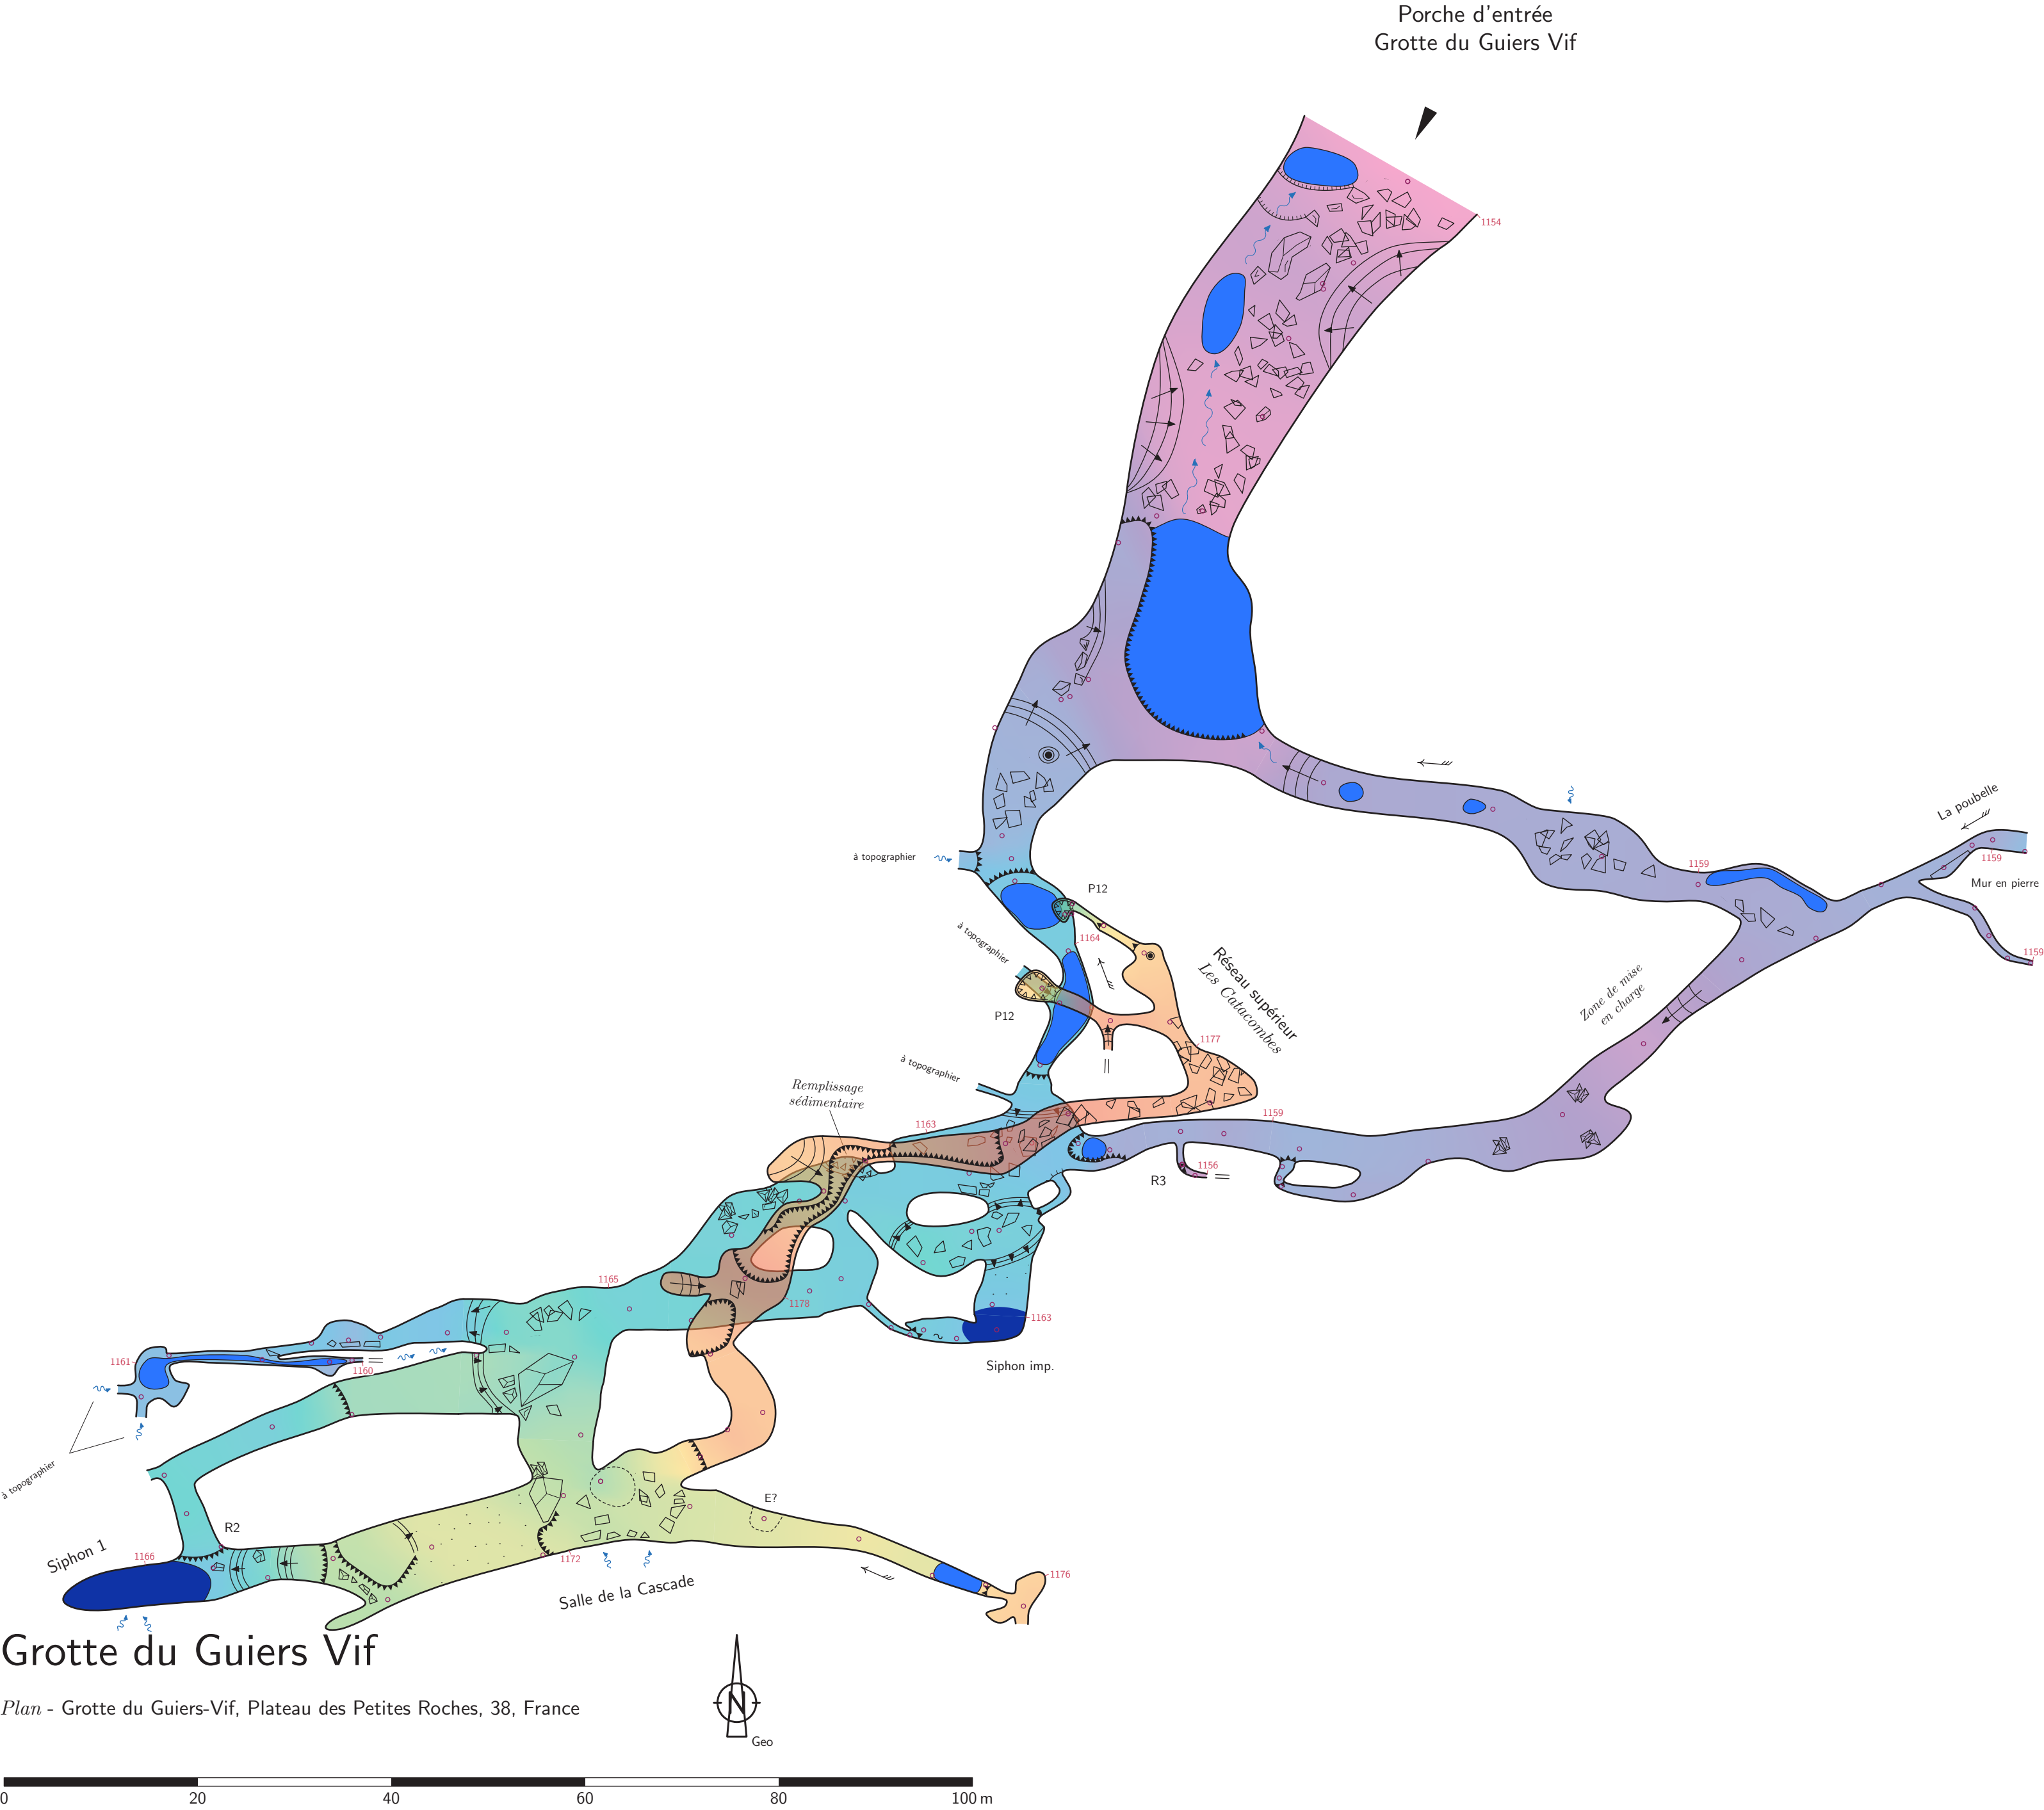 Porche d'entrée
Grotte du Guiers Vif
1154
La poubelle
1159
1159
Mur en pierre
1159
à topographier
P12
à topographier
1164
Réseau supérieur
Les Catacombes
P12
1177
Zone de mise
en charge
à topographier
Remplissage
sédimentaire
1163
1159
R3
1156
1165
1178
1163
Siphon imp.
1161
1160
à topographier
E?
R2
Siphon 1
1166
1172
Salle de la Cascade
1176
Grotte du Guiers Vif
Plan - Grotte du Guiers-Vif, Plateau des Petites Roches, 38, France
N
Geo
0 20 40 60 80 100 m